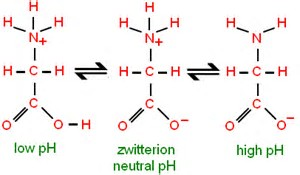 H H H
H N+ H N+ H N H
H C H H C H H C H
C C C
O O H O O- O O-
low pH zwitterion high pH
neutral pH